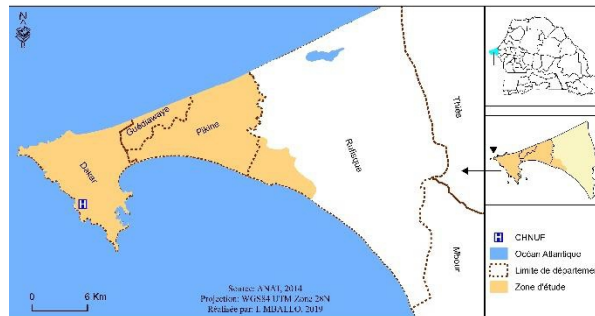 N
Guédiawaye
Pikine
Dakar
H
Rufisque
Thiès
Mbour
0 6 Km
Source: ANAT, 2014
Projection: WGS84 UTM Zone 28N
Réalisée par: I. MBALLO, 2019
H CHNUF
Océan Atlantique
Limite de départemen
Zone d'étude